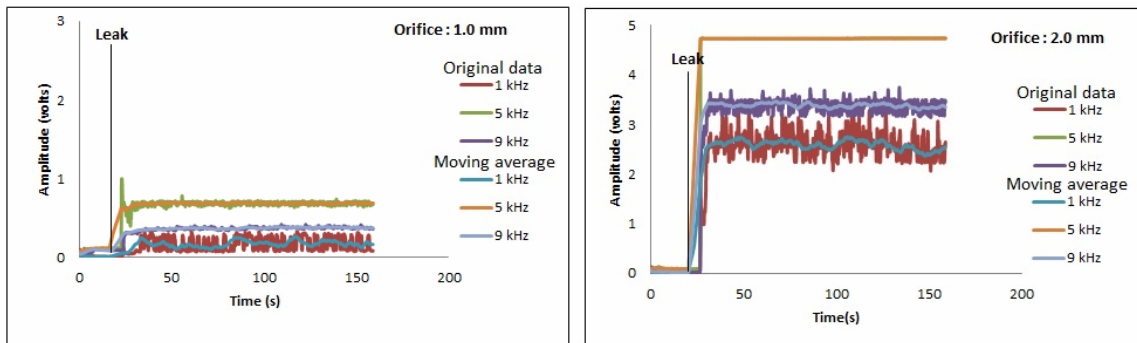 3
2
1
0
0
50
100
150
200
Amplitude (volts)
Time (s)
Leak
Orifice : 1.0 mm
Original data
1 kHz
5 kHz
9 kHz
Moving average
1 kHz
5 kHz
9 kHz
5
4
3
2
1
0
0
50
100
150
200
Amplitude (volts)
Time(s)
Leak
Orifice : 2.0 mm
Original data
1 kHz
5 kHz
9 kHz
Moving average
1 kHz
5 kHz
9 kHz